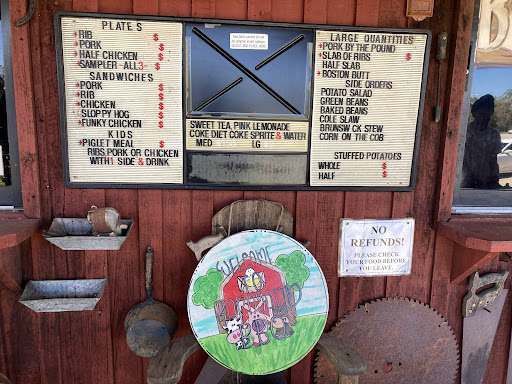 PLATES
*RIB $
*PORK $
*HALF CHICKEN $
*SAMPLER-ALL3- $
SANDWICHES
*PORK $
*RIB $
*CHICKEN $
SLOPPY HOG $
*FUNKY CHICKEN $
KIDS
*PIGLET MEAL $
RIBS, PORK OR CHICKEN
WITH 1 SIDE & DRINK
SWEET TEA, PINK LEMONADE
COKE DIET COKE SPRITE & WATER
MED LG
LARGE QUANTITIES
*PORK BY THE POUND $
*SLAB OF RIBS $
HALF SLAB $
*BOSTON BUTT $
SIDE ORDERS
POTATO SALAD
GREEN BEANS
BAKED BEANS
COLE SLAW
BRUNSW CK STEW
CORN ON THE COB
STUFFED POTATOES
WHOLE $
HALF $
WELCOME
NO
REFUNDS!
PLEASE CHECK
YOUR FOOD BEFORE
YOU LEAVE.